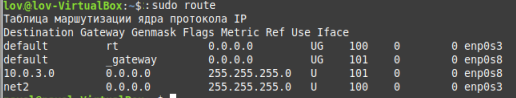 lov@lov-VirtualBox:~$:sudo route
Таблица маршутизации ядра протокола IP
Destination Gateway Genmask Flags Metric Ref Use Iface
default rt 0.0.0.0 UG 100 0 0 enp0s3
default _gateway 0.0.0.0 UG 101 0 0 enp0s8
10.0.3.0 0.0.0.0 255.255.255.0 U 101 0 0 enp0s8
net2 0.0.0.0 255.255.255.0 U 100 0 0 enp0s3